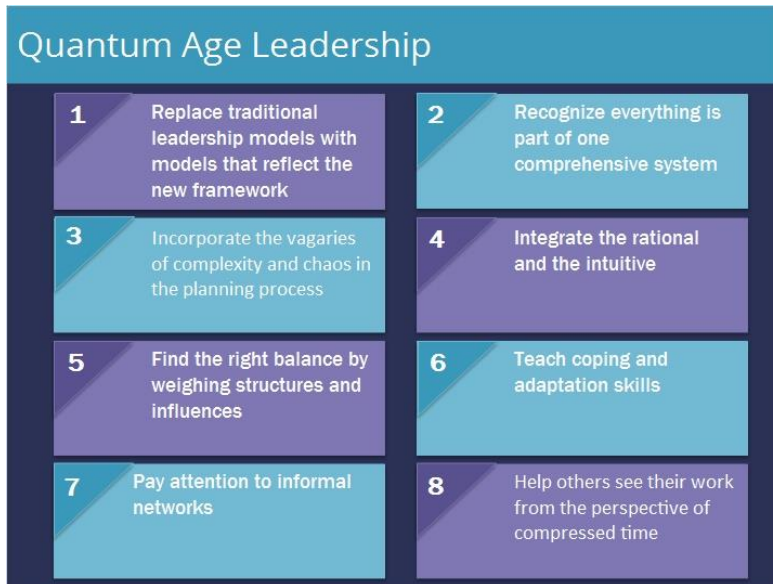 Quantum Age Leadership
1
Replace traditional
leadership models with
models that reflect the
new framework
2
Recognize everything is
part of one
comprehensive system
3
Incorporate the vagaries
of complexity and chaos in
the planning process
4
Integrate the rational
and the intuitive
5
Find the right balance by
weighing structures and
influences
6
Teach coping and
adaptation skills
7
Pay attention to informal
networks
8
Help others see their work
from the perspective of
compressed time